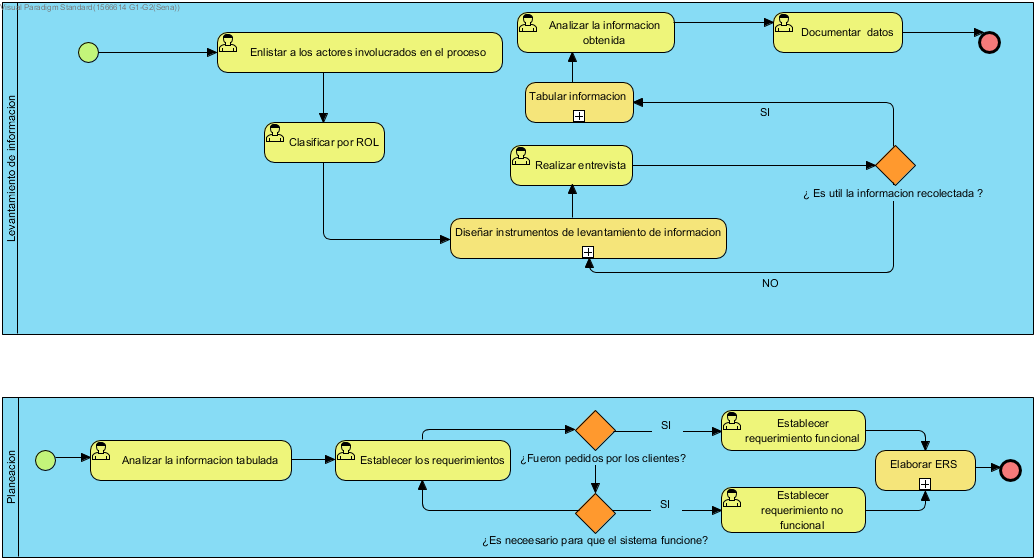 Visual Paradigm Standard(1566614 G1-G2(Sena))
Levantamiento de informacion
Enlistar a los actores involucrados en el proceso
Analizar la informacion
obtenida
Documentar datos
Tabular informacion
SI
Clasificar por ROL
Realizar entrevista
¿ Es util la informacion recolectada ?
Diseñar instrumentos de levantamiento de informacion
NO
Planeacion
Analizar la informacion tabulada
Establecer los requerimientos
¿Fueron pedidos por los clientes?
SI
Establecer
requerimiento funcional
Elaborar ERS
SI
Establecer
requerimiento no
funcional
¿Es neceesario para que el sistema funcione?